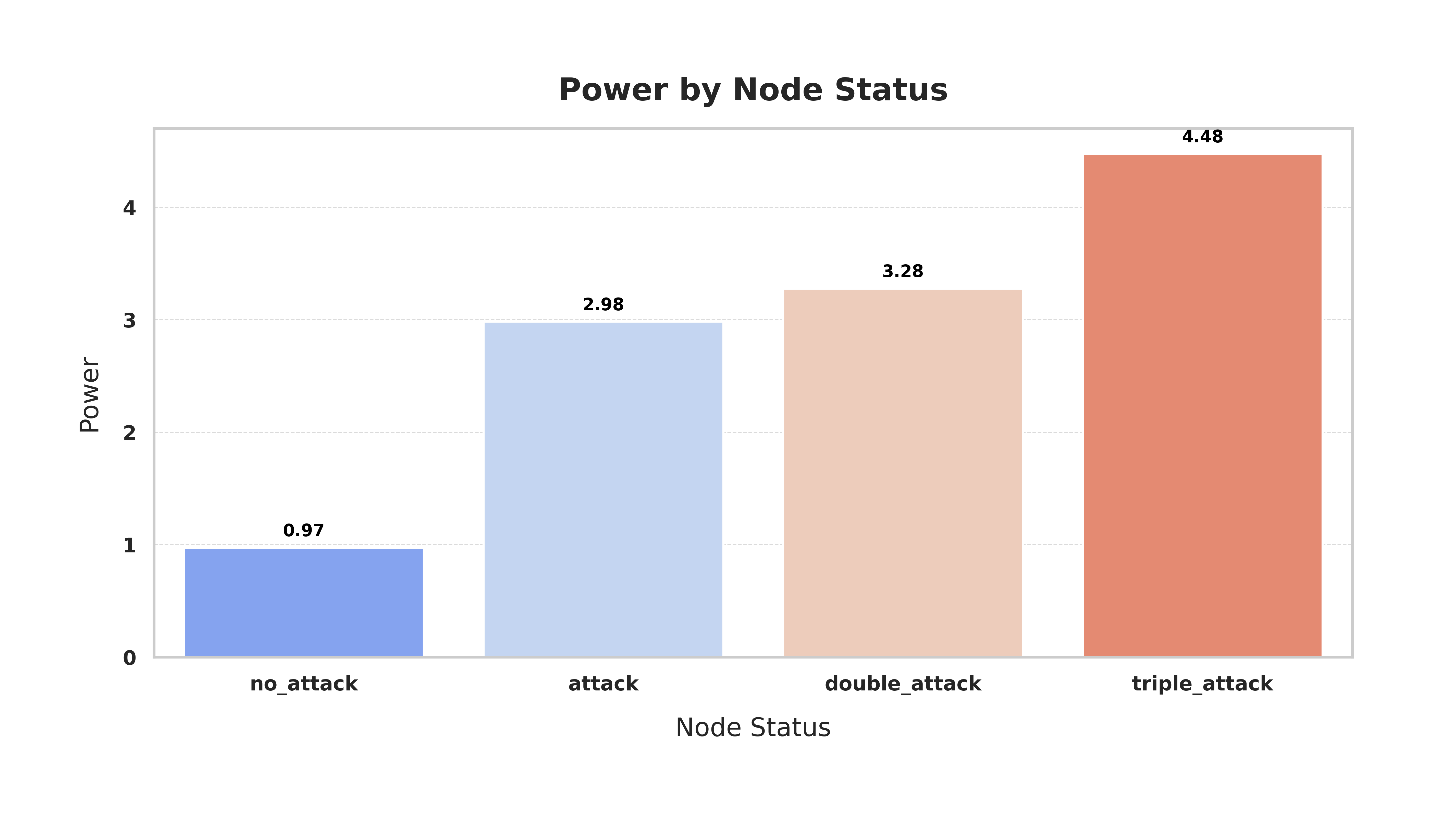 Power by Node Status
4.48
4
3.28
2.98
3
Power
2
0.97
1
0
no_attack attack double_attack triple_attack
Node Status